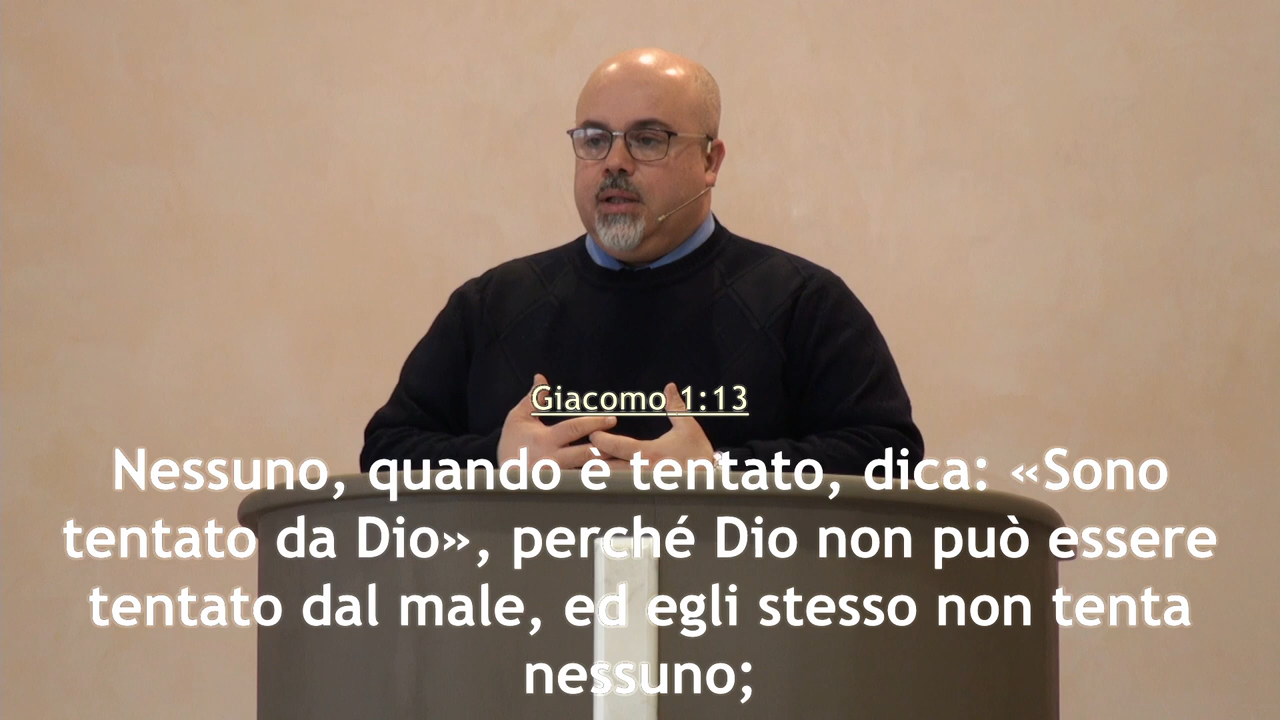 Giacomo 1:13
Nessuno, quando è tentato, dica: «Sono
tentato da Dio», perché Dio non può essere
tentato dal male, ed egli stesso non tenta
nessuno;